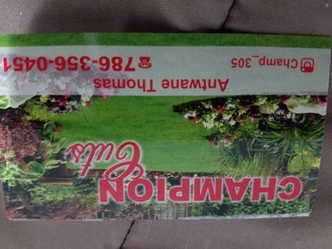 CHAMPION
Cuts
Antwane Thomas
Champ_305
786-356-0451